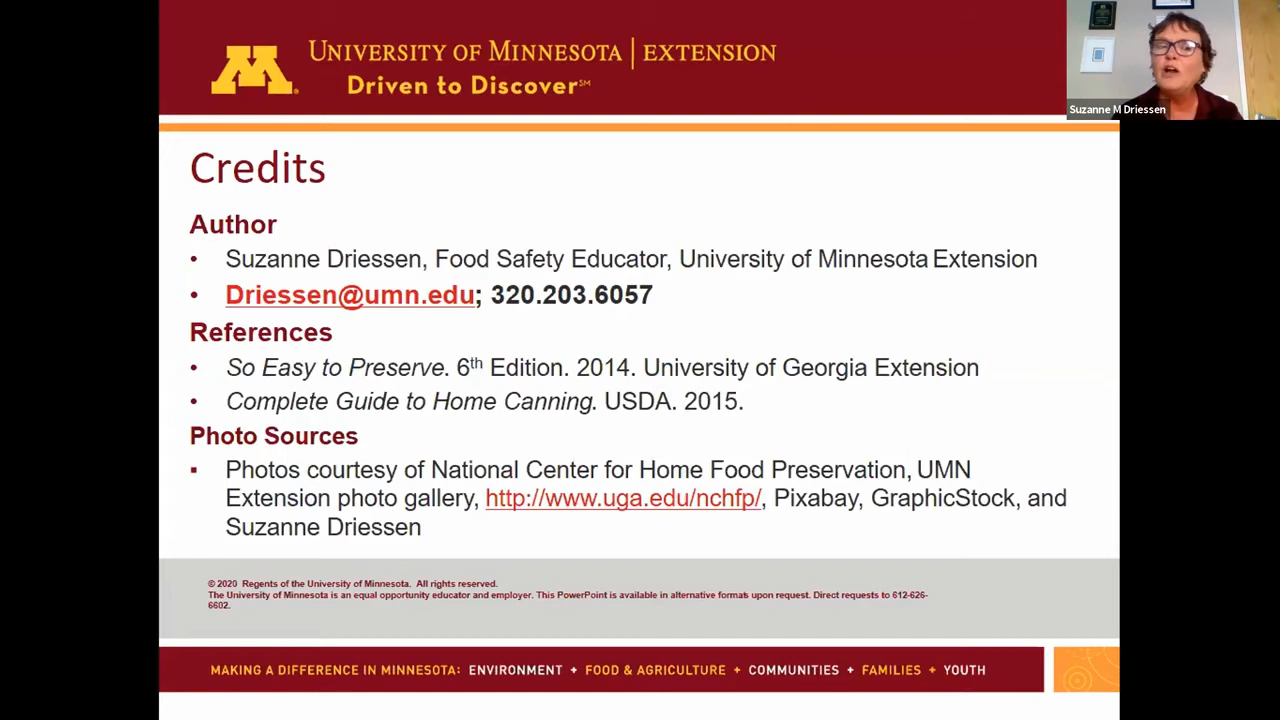 UNIVERSITY OF MINNESOTA | EXTENSION
Driven to Discover℠
Suzanne M Driessen
Credits
Author
• Suzanne Driessen, Food Safety Educator, University of Minnesota Extension
• Driessen@umn.edu; 320.203.6057
References
• So Easy to Preserve. 6th Edition. 2014. University of Georgia Extension
• Complete Guide to Home Canning. USDA. 2015.
Photo Sources
▪ Photos courtesy of National Center for Home Food Preservation, UMN
Extension photo gallery, http://www.uga.edu/nchfp/, Pixabay, GraphicStock, and
Suzanne Driessen
© 2020 Regents of the University of Minnesota. All rights reserved.
The University of Minnesota is an equal opportunity educator and employer. This PowerPoint is available in alternative formats upon request. Direct requests to 612-626-
6602.
MAKING A DIFFERENCE IN MINNESOTA: ENVIRONMENT + FOOD & AGRICULTURE + COMMUNITIES + FAMILIES + YOUTH